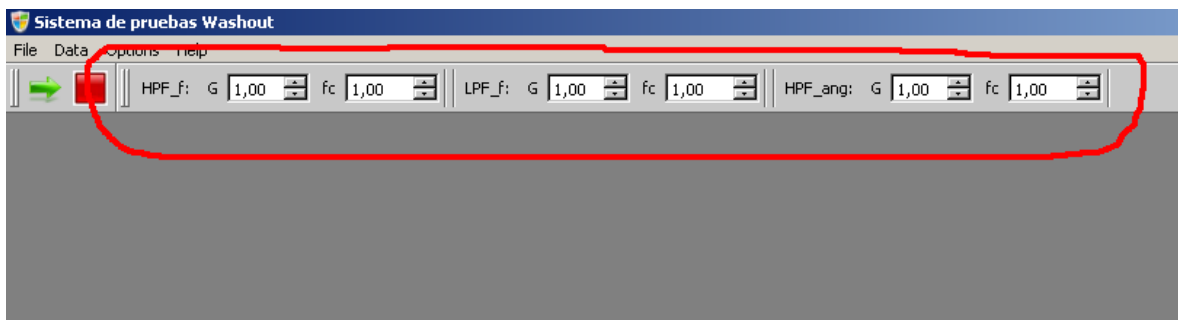 Sistema de pruebas Washout
File Data Options Help
HPF_f: G 1,00 fc 1,00 LPF_f: G 1,00 fc 1,00 HPF_ang: G 1,00 fc 1,00